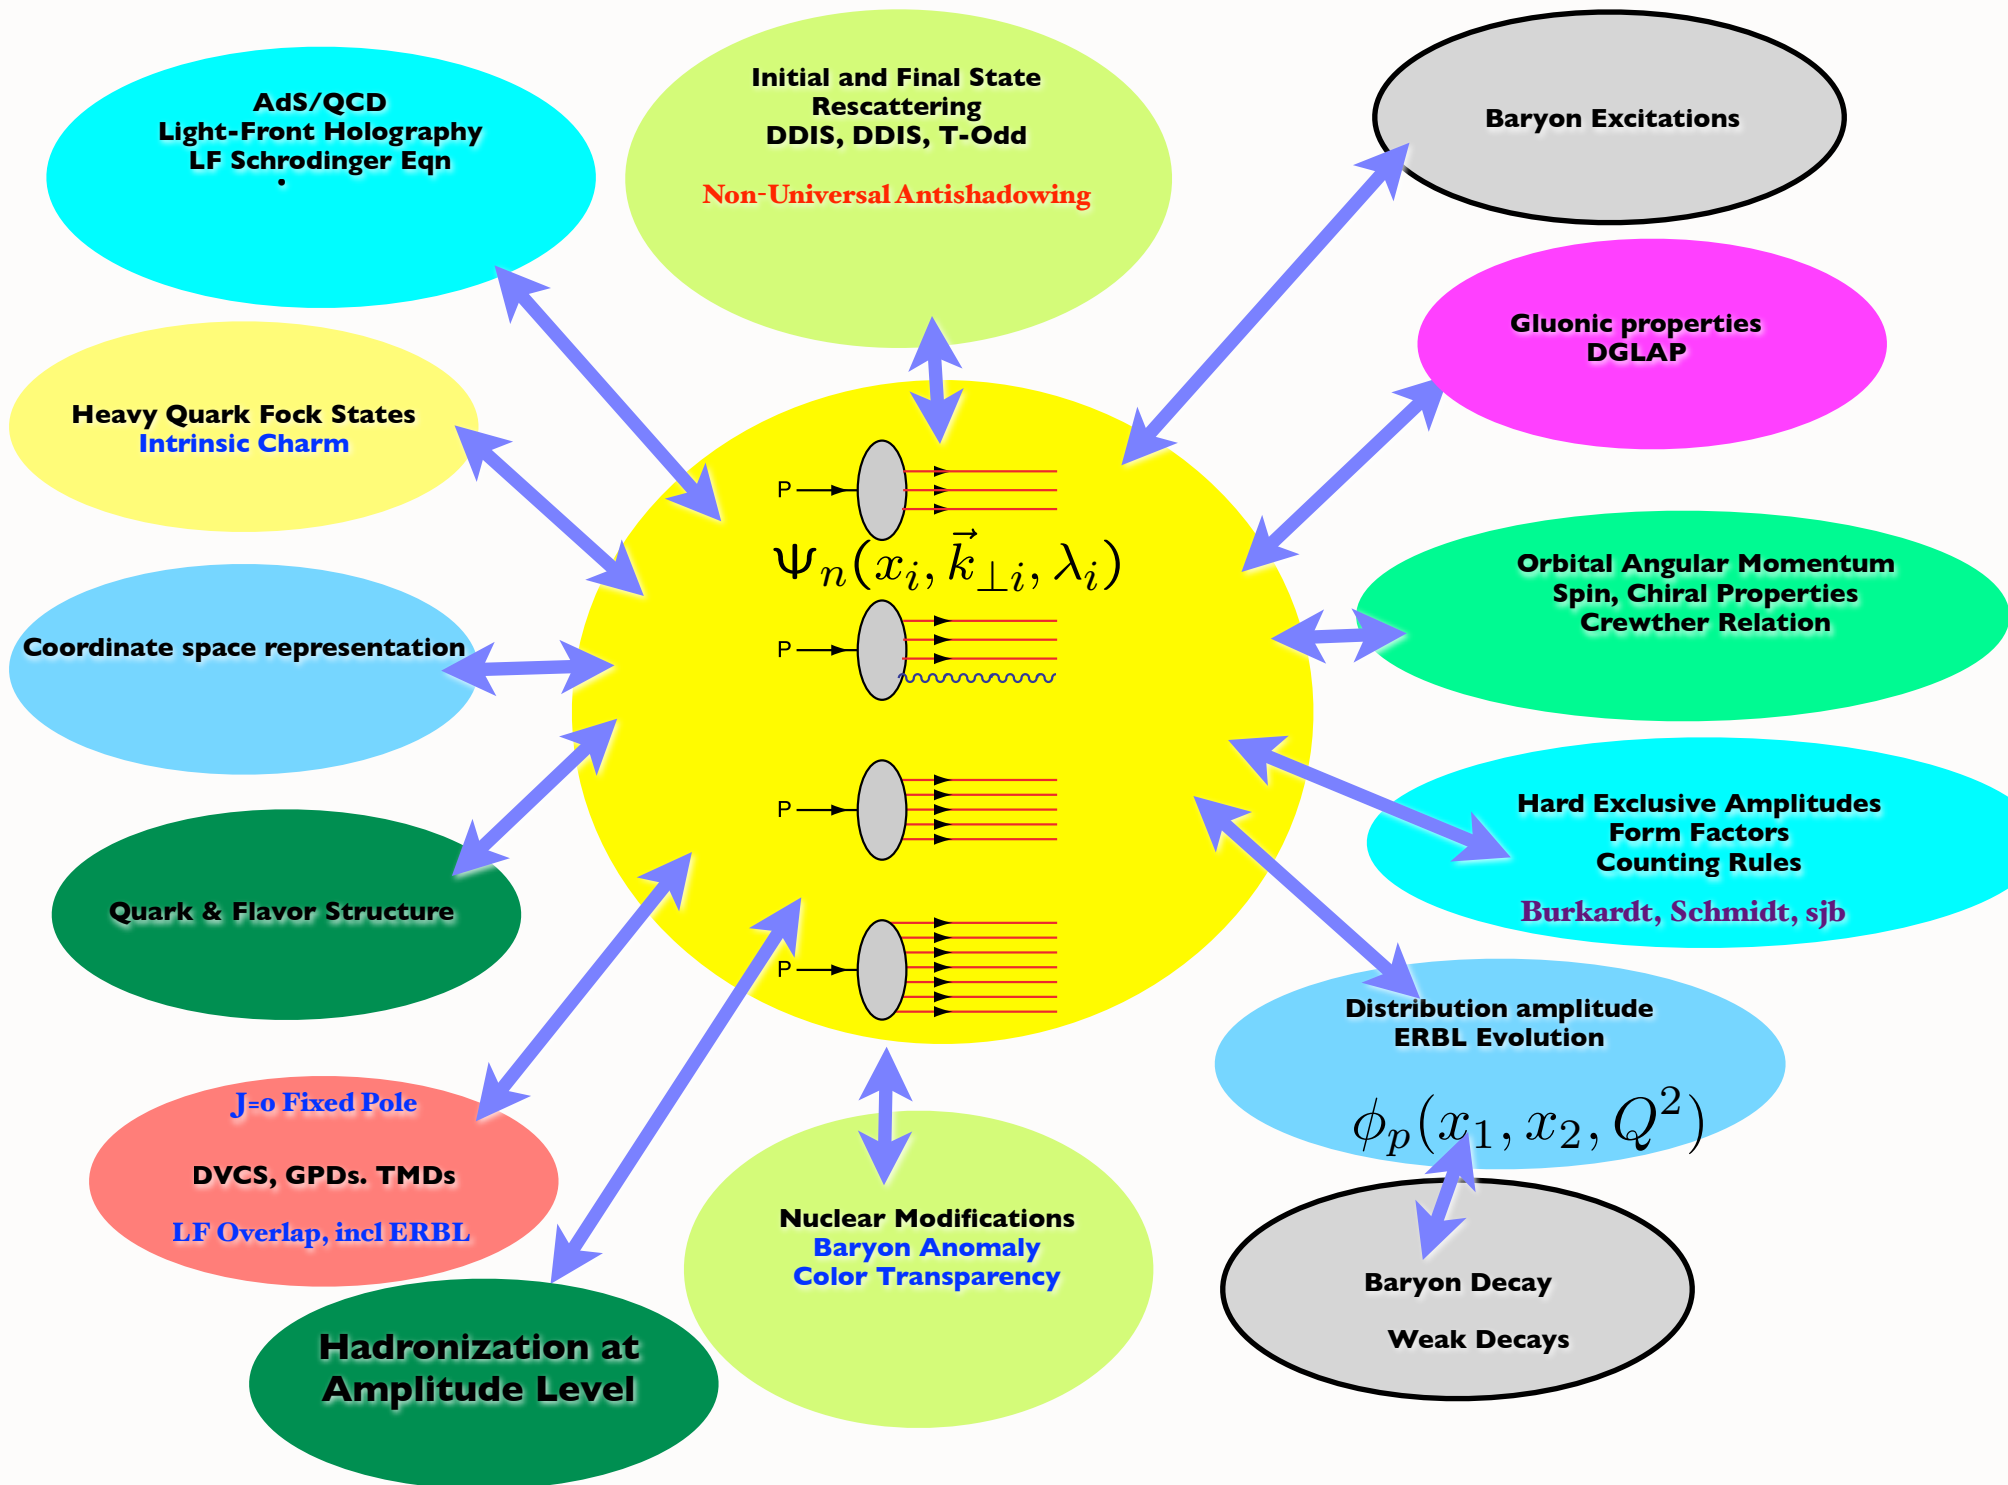 AdS/QCD
Light-Front Holography
LF Schrodinger Eqn
.
Initial and Final State
Rescattering
DDIS, DDIS, T-Odd
Non-Universal Antishadowing
Baryon Excitations
Gluonic properties
DGLAP
Heavy Quark Fock States
Intrinsic Charm
P
Ψₙ(xᵢ, k⃗⊥ᵢ, λᵢ)
P
P
P
Orbital Angular Momentum
Spin, Chiral Properties
Crewther Relation
Coordinate space representation
Hard Exclusive Amplitudes
Form Factors
Counting Rules
Burkardt, Schmidt, sjb
Quark & Flavor Structure
Distribution amplitude
ERBL Evolution
ϕₚ(x₁, x₂, Q²)
J=0 Fixed Pole
DVCS, GPDs. TMDs
LF Overlap, incl ERBL
Nuclear Modifications
Baryon Anomaly
Color Transparency
Baryon Decay
Weak Decays
Hadronization at
Amplitude Level